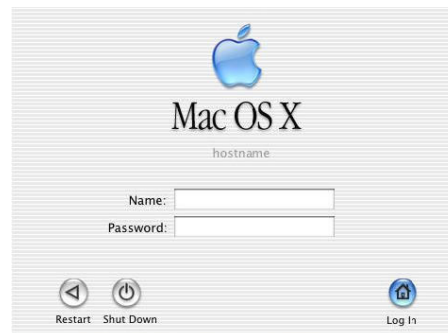 Mac OS X
hostname
Name:
Password:
Restart Shut Down Log In